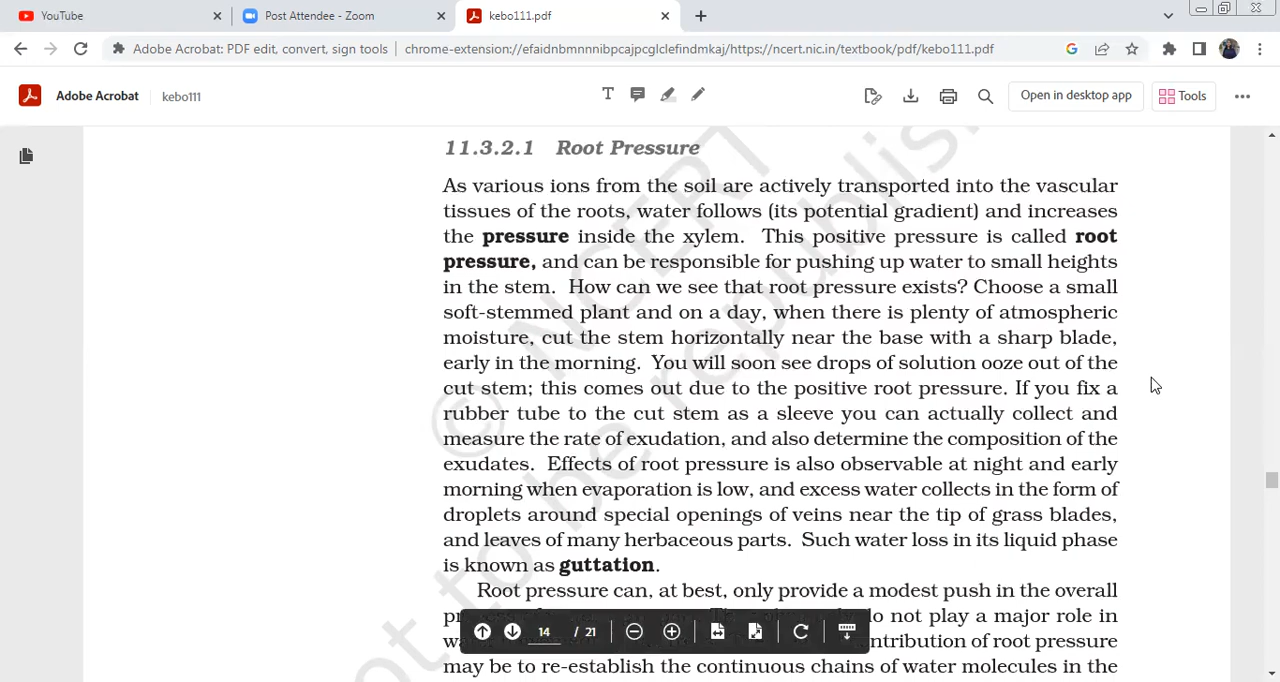 YouTube
Post Attendee - Zoom
kebo111.pdf
Adobe Acrobat: PDF edit, convert, sign tools
chrome-extension://efaidnbmnnnibpcajpcglclefindmkaj/https://ncert.nic.in/textbook/pdf/kebo111.pdf
Adobe Acrobat
kebo111
Open in desktop app
Tools
11.3.2.1 Root Pressure
As various ions from the soil are actively transported into the vascular
tissues of the roots, water follows (its potential gradient) and increases
the pressure inside the xylem. This positive pressure is called root
pressure, and can be responsible for pushing up water to small heights
in the stem. How can we see that root pressure exists? Choose a small
soft-stemmed plant and on a day, when there is plenty of atmospheric
moisture, cut the stem horizontally near the base with a sharp blade,
early in the morning. You will soon see drops of solution ooze out of the
cut stem; this comes out due to the positive root pressure. If you fix a
rubber tube to the cut stem as a sleeve you can actually collect and
measure the rate of exudation, and also determine the composition of the
exudates. Effects of root pressure is also observable at night and early
morning when evaporation is low, and excess water collects in the form of
droplets around special openings of veins near the tip of grass blades,
and leaves of many herbaceous parts. Such water loss in its liquid phase
is known as guttation.
Root pressure can, at best, only provide a modest push in the overall
do not play a major role in
contribution of root pressure
may be to re-establish the continuous chains of water molecules in the
14 / 21
© NCERT
not to be republish